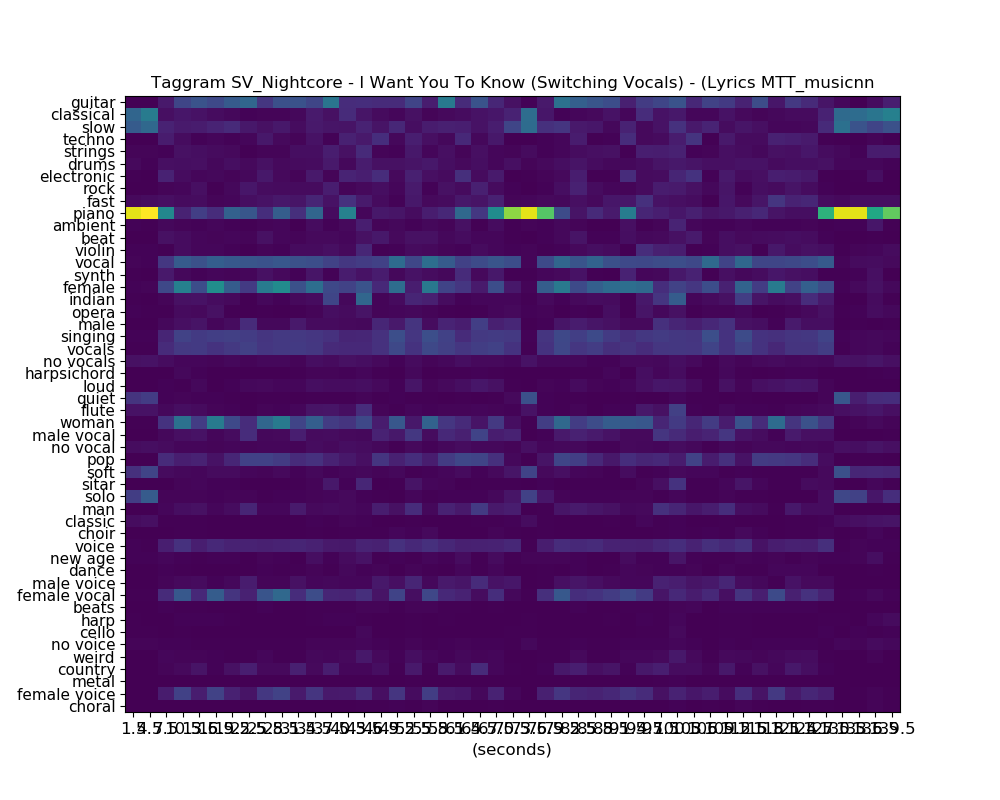 Taggram SV_Nightcore - I Want You To Know (Switching Vocals) - (Lyrics MTT_musicnn
guitar
classical
slow
techno
strings
drums
electronic
rock
fast
piano
ambient
beat
violin
vocal
synth
female
indian
opera
male
singing
vocals
no vocals
harpsichord
loud
quiet
flute
woman
male vocal
no vocal
pop
soft
sitar
solo
man
classic
choir
voice
new age
dance
male voice
female vocal
beats
harp
cello
no voice
weird
country
metal
female voice
choral
(seconds)